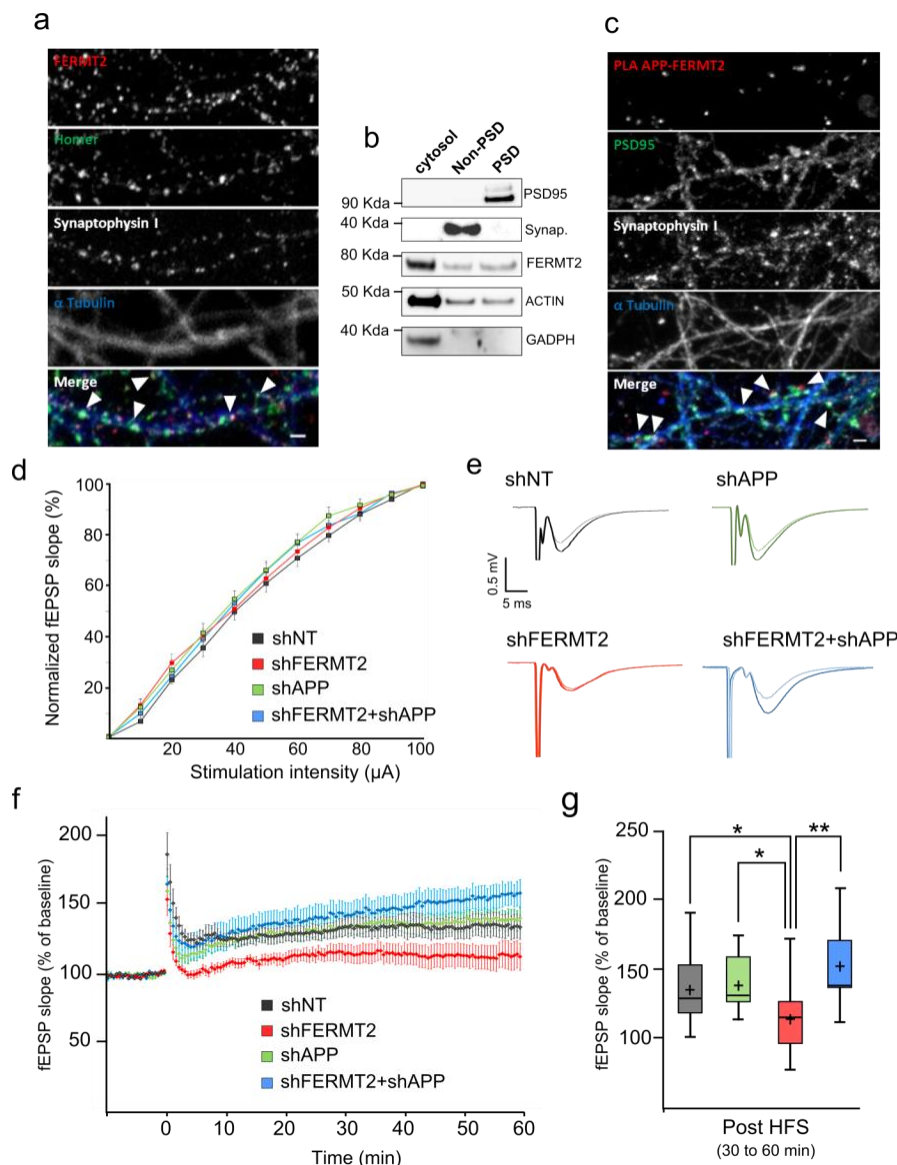 a
FERMT2
Homer
Synaptophysin I
α Tubulin
Merge
b
cytosol
Non-PSD
PSD
90 Kda
PSD95
40 Kda
Synap.
80 Kda
FERMT2
50 Kda
ACTIN
40 Kda
GADPH
c
PLA APP-FERMT2
PSD95
Synaptophysin I
α Tubulin
Merge
d
Normalized fEPSP slope (%)
100
80
60
40
20
shNT
shFERMT2
shAPP
shFERMT2+shAPP
20 40 60 80 100
Stimulation intensity (µA)
e
shNT
shAPP
0.5 mV
5 ms
shFERMT2
shFERMT2+shAPP
f
fEPSP slope (% of baseline)
200
150
100
50
shNT
shFERMT2
shAPP
shFERMT2+shAPP
0 10 20 30 40 50 60
Time (min)
g
fEPSP slope (% of baseline)
250
200
150
100
*
*
**
+ + + +
Post HFS
(30 to 60 min)